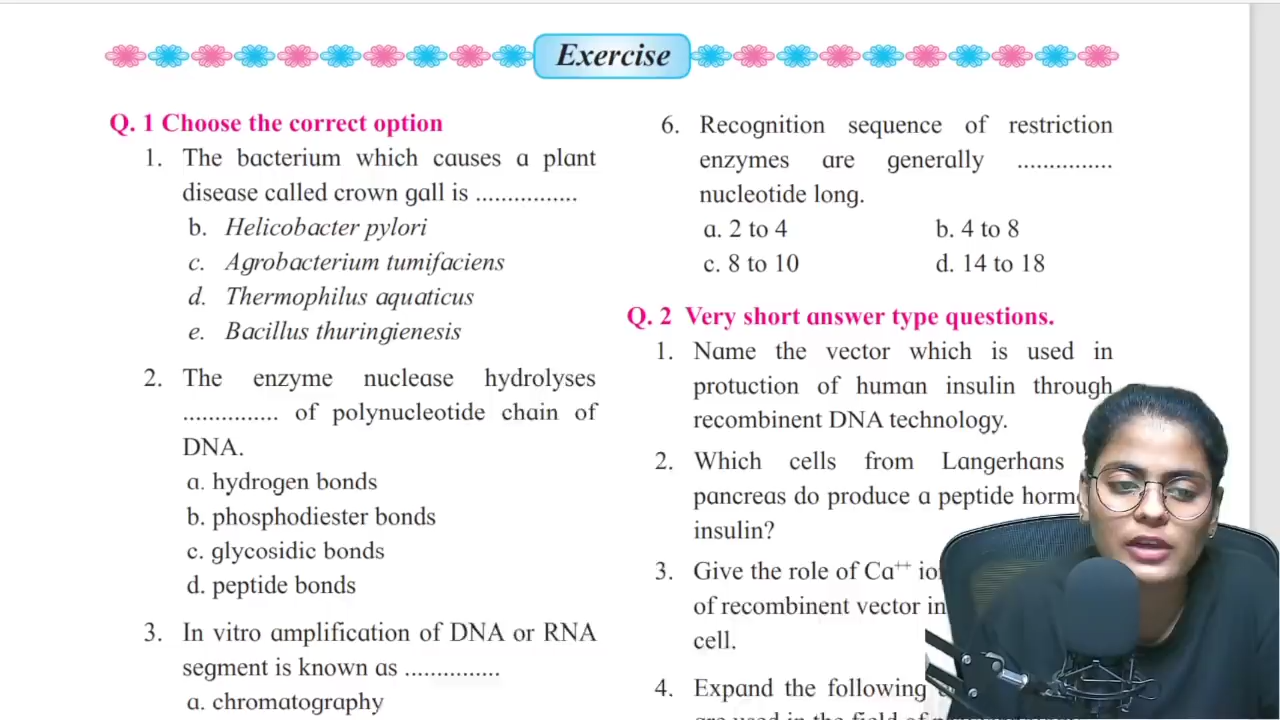 Exercise
Q. 1 Choose the correct option
1. The bacterium which causes a plant
disease called crown gall is ................
b. Helicobacter pylori
c. Agrobacterium tumifaciens
d. Thermophilus aquaticus
e. Bacillus thuringienesis
2. The enzyme nuclease hydrolyses
............... of polynucleotide chain of
DNA.
a. hydrogen bonds
b. phosphodiester bonds
c. glycosidic bonds
d. peptide bonds
3. In vitro amplification of DNA or RNA
segment is known as ...............
a. chromatography
6. Recognition sequence of restriction
enzymes are generally ...............
nucleotide long.
a. 2 to 4 b. 4 to 8
c. 8 to 10 d. 14 to 18
Q. 2 Very short answer type questions.
1. Name the vector which is used in
protuction of human insulin through
recombinent DNA technology.
2. Which cells from Langerhans
pancreas do produce a peptide
insulin?
3. Give the role of Ca⁺⁺
of recombinent vector in
cell.
4. Expand the following
are used in the field of